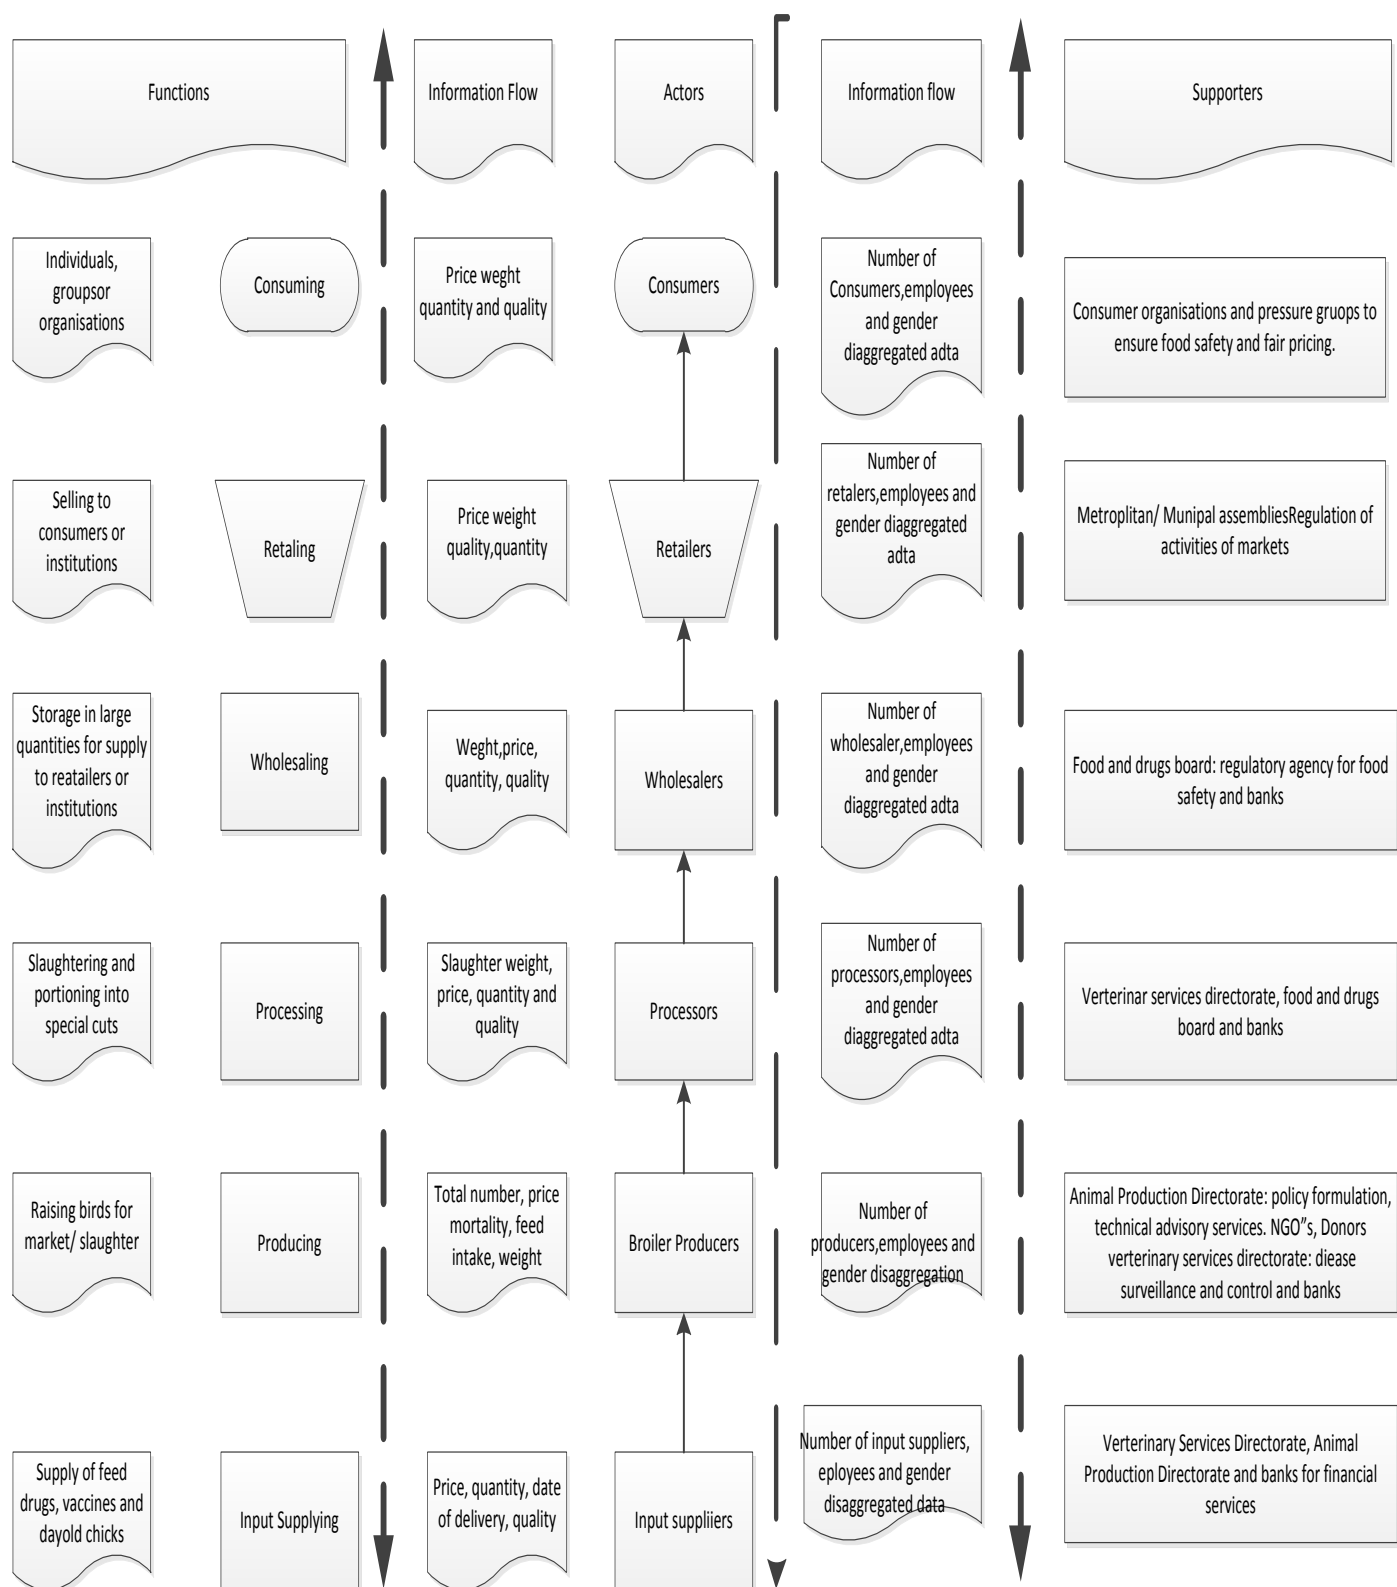 Functions
Information Flow
Actors
Information flow
Supporters
Individuals,
groupsor
organisations
Consuming
Price weght
quantity and quality
Consumers
Number of
Consumers,employees
and gender
diaggregated adta
Consumer organisations and pressure gruops to
ensure food safety and fair pricing.
Selling to
consumers or
institutions
Retaling
Price weight
quality,quantity
Retailers
Number of
retalers,employees and
gender diaggregated
adta
Metroplitan/ Munipal assembliesRegulation of
activities of markets
Storage in large
quantities for supply
to reatailers or
institutions
Wholesaling
Weght,price,
quantity, quality
Wholesalers
Number of
wholesaler,employees
and gender
diaggregated adta
Food and drugs board: regulatory agency for food
safety and banks
Slaughtering and
portioning into
special cuts
Processing
Slaughter weight,
price, quantity and
quality
Processors
Number of
processors,employees
and gender
diaggregated adta
Verterinar services directorate, food and drugs
board and banks
Raising birds for
market/ slaughter
Producing
Total number, price
mortality, feed
intake, weight
Broiler Producers
Number of
producers,employees and
gender disaggregation
Animal Production Directorate: policy formulation,
technical advisory services. NGO"s, Donors
verterinary services directorate: diease
surveillance and control and banks
Supply of feed
drugs, vaccines and
dayold chicks
Input Supplying
Price, quantity, date
of delivery, quality
Input suppliiers
Number of input suppliers,
eployees and gender
disaggregated data
Verterinary Services Directorate, Animal
Production Directorate and banks for financial
services